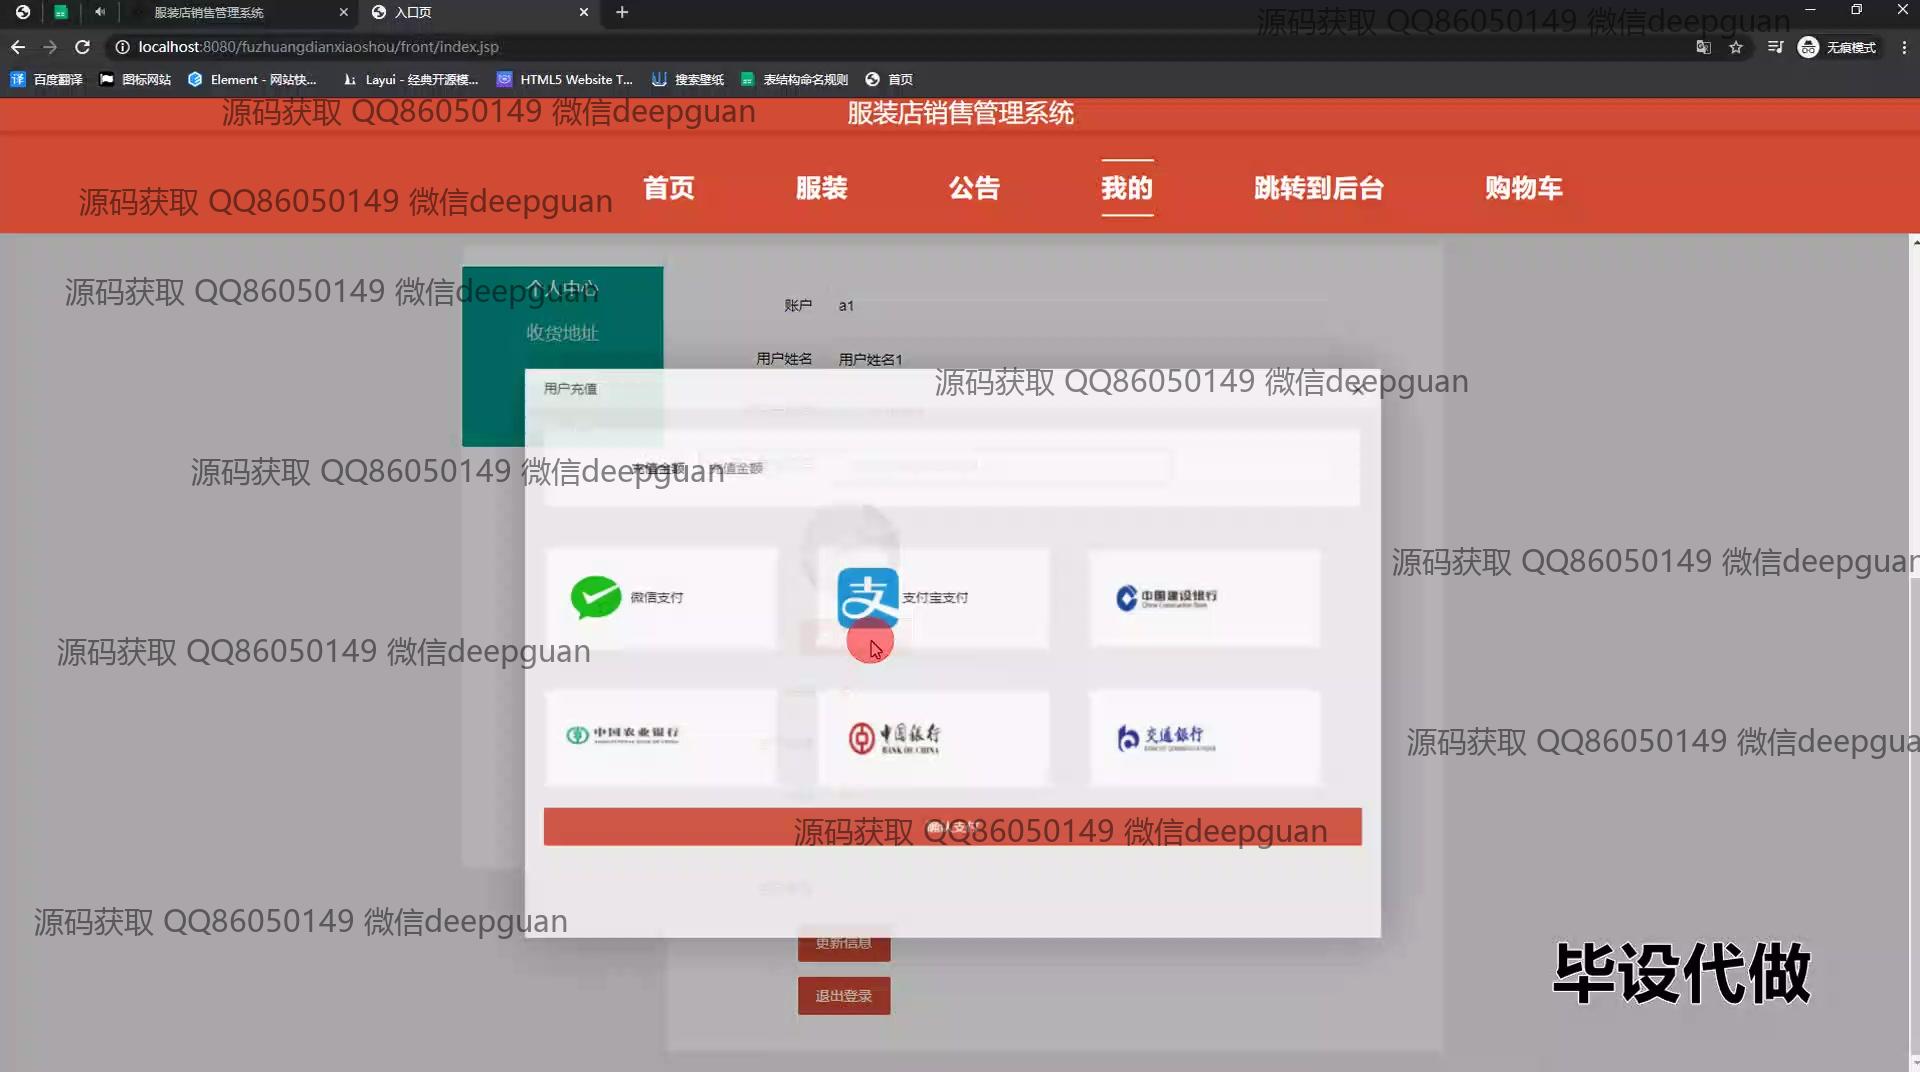 服装店销售管理系统
入口页
localhost:8080/fuzhuangdianxiaoshou/front/index.jsp
无痕模式
百度翻译
图标网站
Element - 网站快...
Layui - 经典开源模...
HTML5 Website T...
搜索壁纸
表结构命名规则
首页
源码获取 QQ86050149 微信deepguan
源码获取 QQ86050149 微信deepguan
服装店销售管理系统
源码获取 QQ86050149 微信deepguan
首页
服装
公告
我的
跳转到后台
购物车
源码获取 QQ86050149 微信deepguan
个人中心
收货地址
账户
a1
用户姓名
用户姓名1
用户充值
源码获取 QQ86050149 微信deepguan
源码获取 QQ86050149 微信deepguan
充值金额
充值金额
源码获取 QQ86050149 微信deepguan
微信支付
支付宝支付
中国建设银行
China Construction Bank
源码获取 QQ86050149 微信deepguan
中国农业银行
中国银行
BANK OF CHINA
交通银行
源码获取 QQ86050149 微信deepgua
确认支付
源码获取 QQ86050149 微信deepguan
源码获取 QQ86050149 微信deepguan
更新信息
退出登录
毕设代做